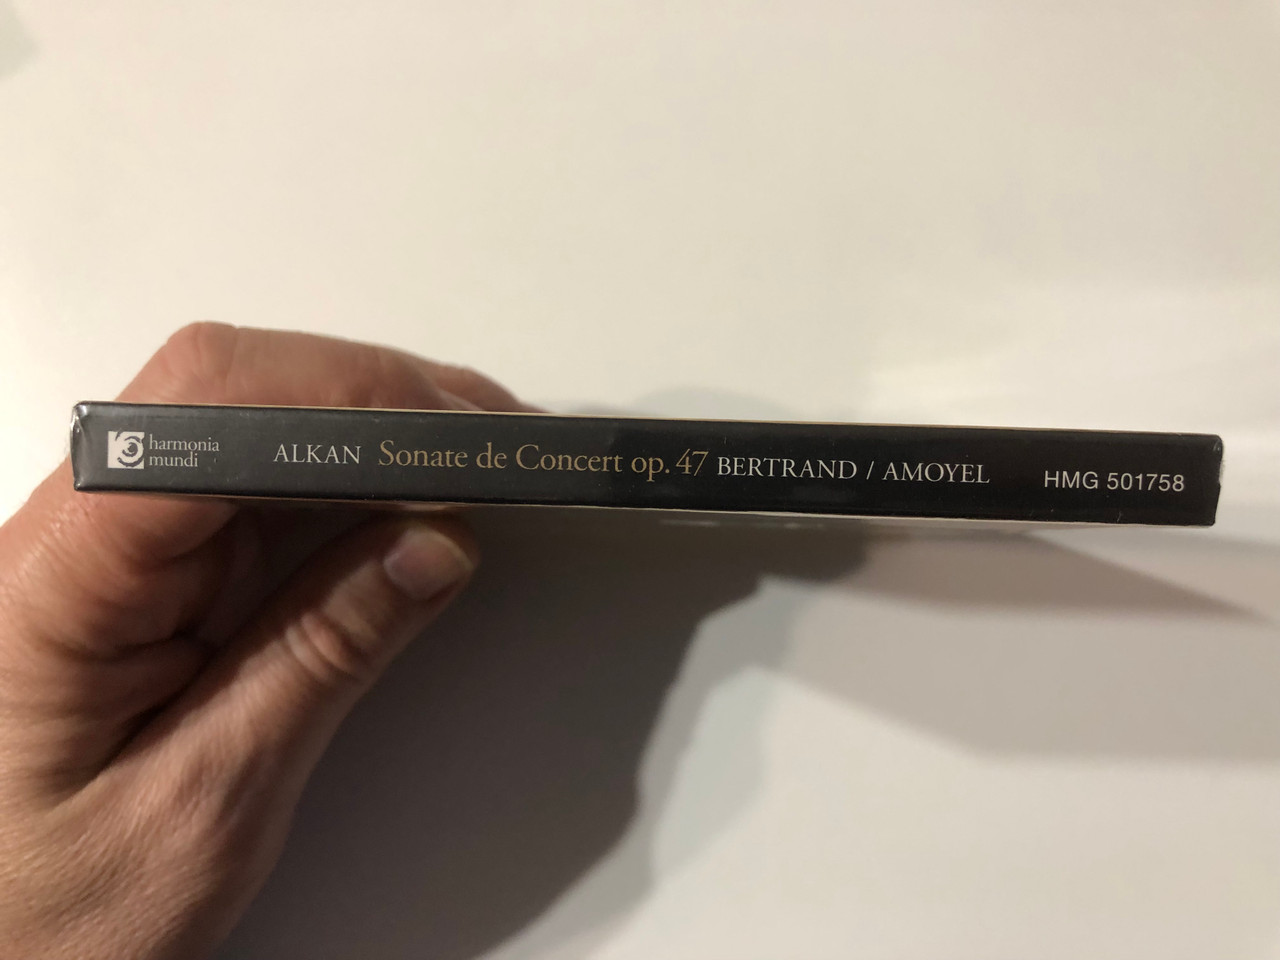 harmonia
mundi
ALKAN Sonate de Concert op. 47 BERTRAND / AMOYEL HMG 501758